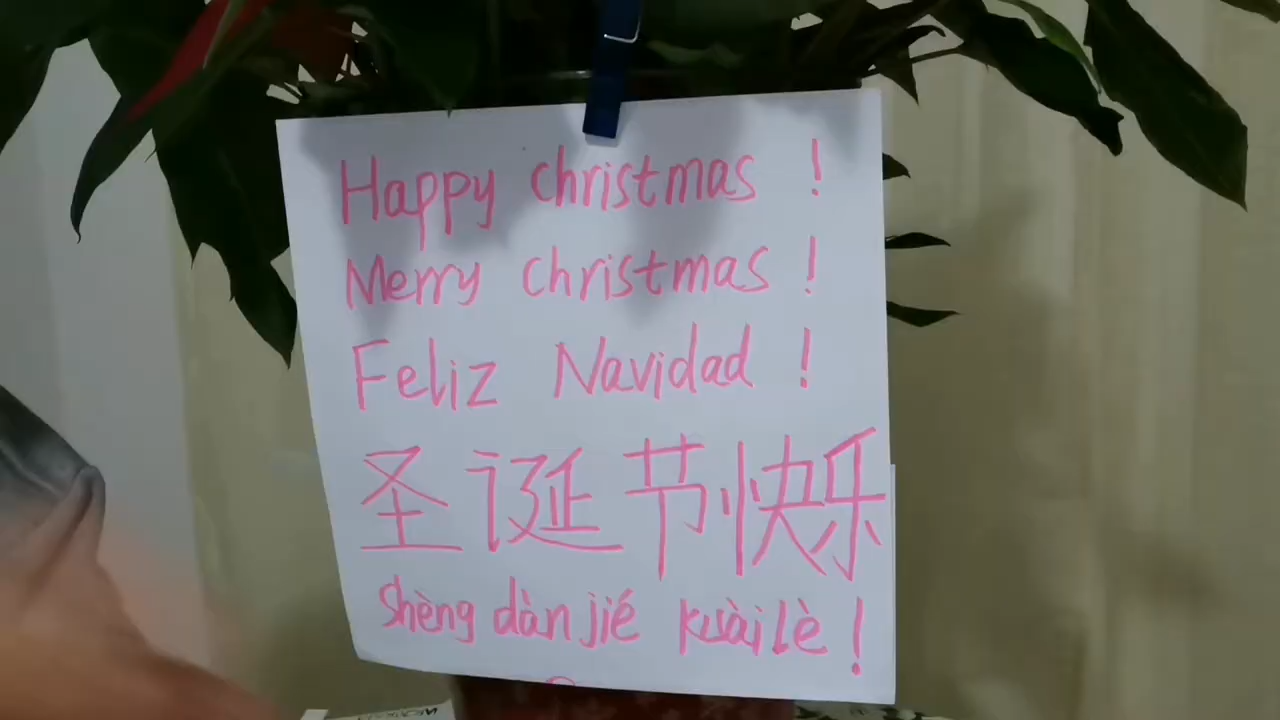 Happy christmas !
Merry christmas !
Feliz Navidad !
圣诞节快乐
Shèng dàn jié kuài lè !